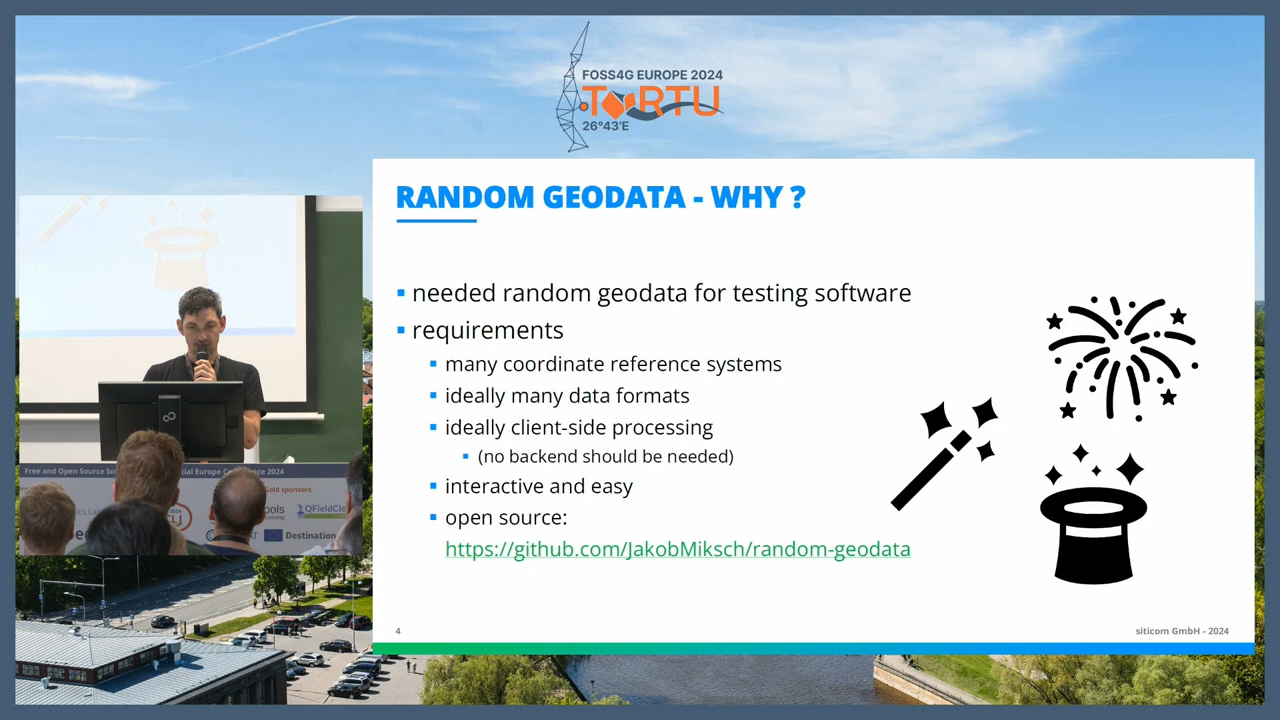 FOSS4G EUROPE 2024
TARTU
26°43'E
RANDOM GEODATA - WHY ?
needed random geodata for testing software
requirements
many coordinate reference systems
ideally many data formats
ideally client-side processing
(no backend should be needed)
interactive and easy
open source:
https://github.com/JakobMiksch/random-geodata
4
siticom GmbH - 2024
Free and Open Source So
ial Europe Conference 2024
Gold sponsors
QFieldClo
Destination